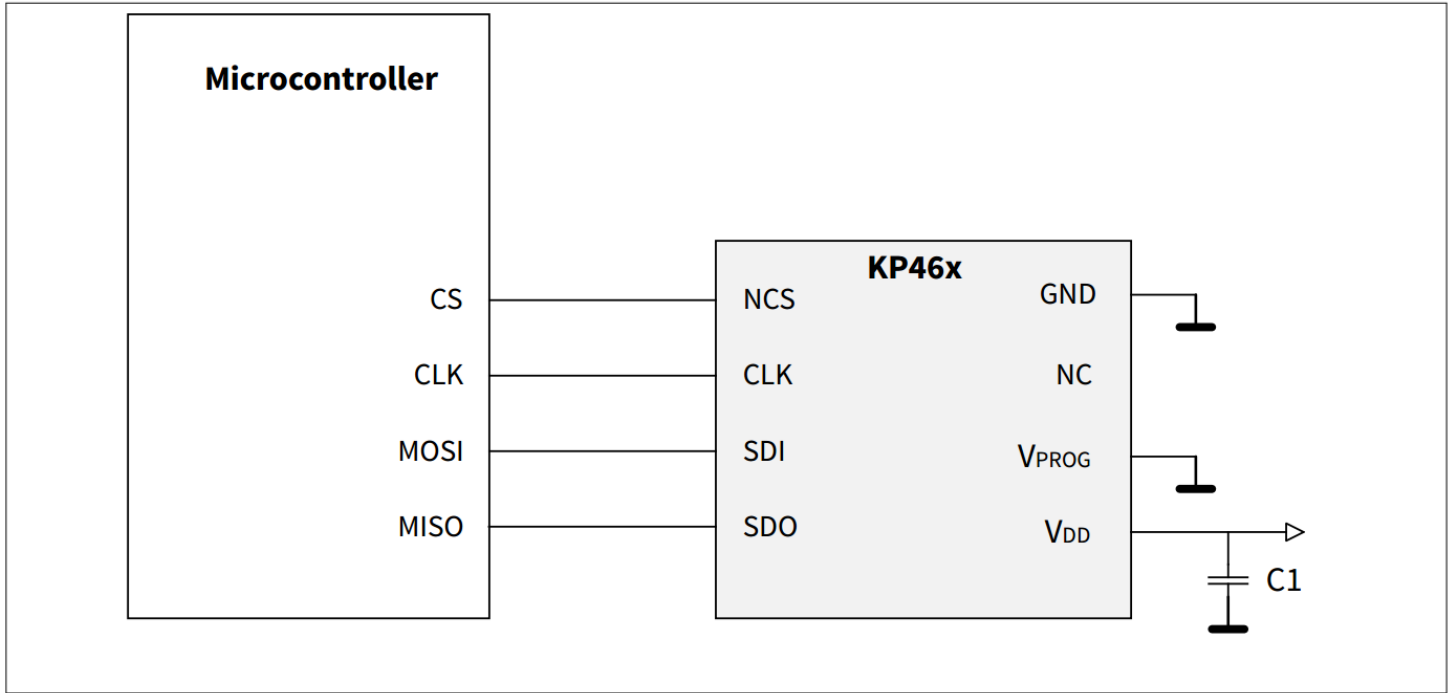 Microcontroller
CS
CLK
MOSI
MISO
KP46x
NCS
CLK
SDI
SDO
GND
NC
VPROG
VDD
C1